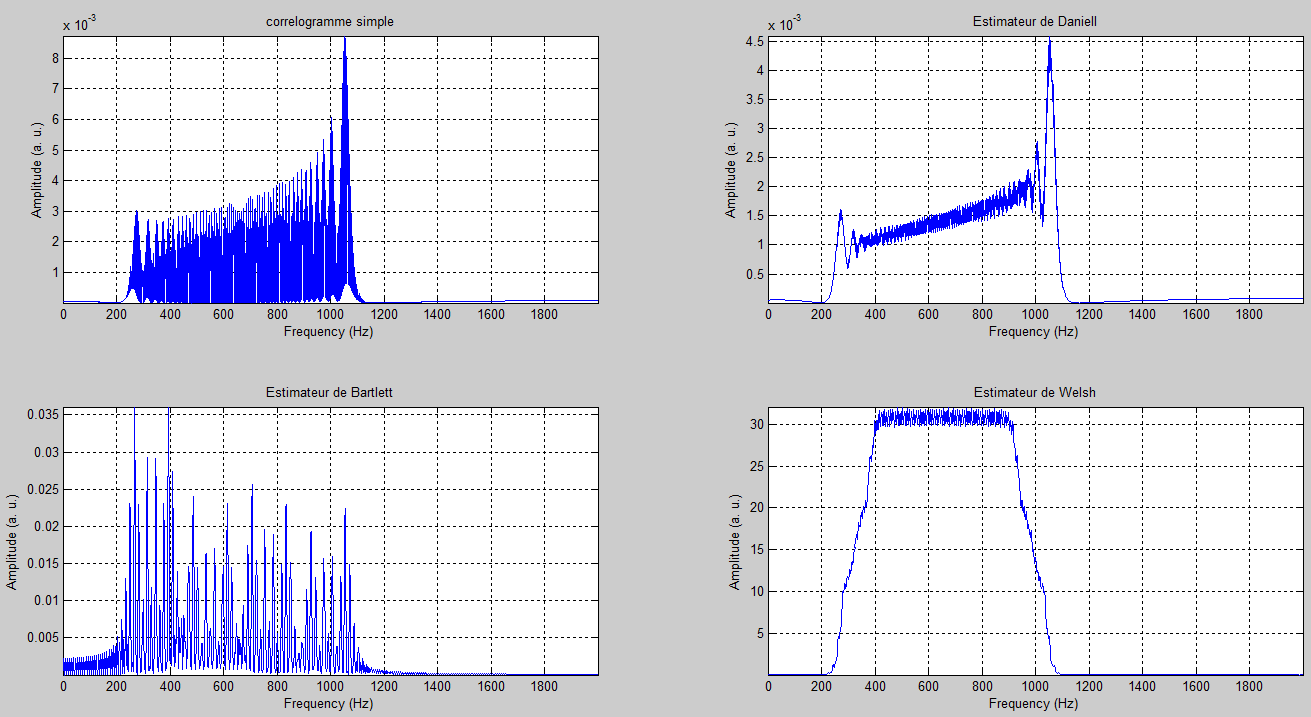 correlogramme simple
x 10^-3
8
7
6
5
4
3
2
1
Amplitude (a. u.)
0 200 400 600 800 1000 1200 1400 1600 1800
Frequency (Hz)
Estimateur de Daniell
x 10^-3
4.5
4
3.5
3
2.5
2
1.5
1
0.5
Amplitude (a. u.)
0 200 400 600 800 1000 1200 1400 1600 1800
Frequency (Hz)
Estimateur de Bartlett
0.035
0.03
0.025
0.02
0.015
0.01
0.005
Amplitude (a. u.)
0 200 400 600 800 1000 1200 1400 1600 1800
Frequency (Hz)
Estimateur de Welsh
30
25
20
15
10
5
Amplitude (a. u.)
0 200 400 600 800 1000 1200 1400 1600 1800
Frequency (Hz)